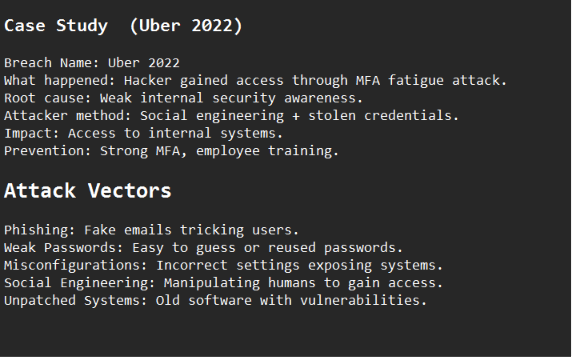 Case Study (Uber 2022)
Breach Name: Uber 2022
What happened: Hacker gained access through MFA fatigue attack.
Root cause: Weak internal security awareness.
Attacker method: Social engineering + stolen credentials.
Impact: Access to internal systems.
Prevention: Strong MFA, employee training.
Attack Vectors
Phishing: Fake emails tricking users.
Weak Passwords: Easy to guess or reused passwords.
Misconfigurations: Incorrect settings exposing systems.
Social Engineering: Manipulating humans to gain access.
Unpatched Systems: Old software with vulnerabilities.